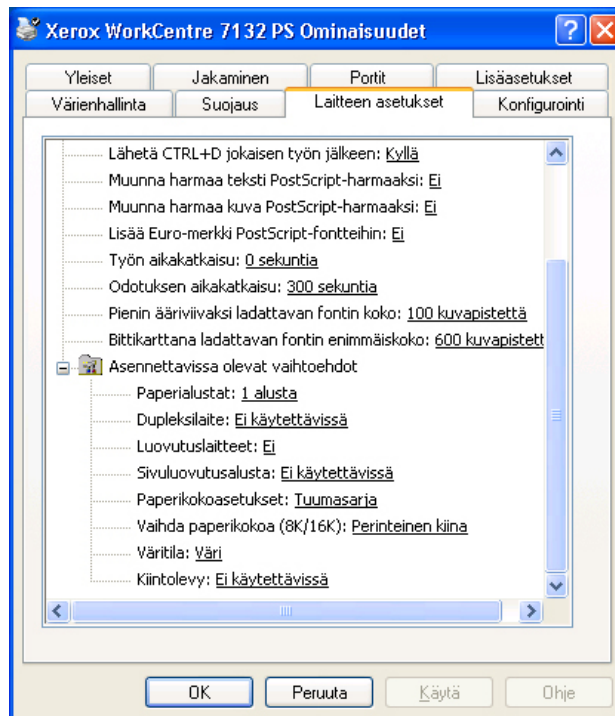 Xerox WorkCentre 7132 PS Ominaisuudet
Yleiset Jakaminen Portit Lisäasetukset
Värienhallinta Suojaus Laitteen asetukset Konfigurointi
Lähetä CTRL+D jokaisen työn jälkeen: Kyllä
Muunna harmaa teksti PostScript-harmaaksi: Ei
Muunna harmaa kuva PostScript-harmaaksi: Ei
Lisää Euro-merkki PostScript-fontteihin: Ei
Työn aikakatkaisu: 0 sekuntia
Odotuksen aikakatkaisu: 300 sekuntia
Pienin ääriviivaksi ladattavan fontin koko: 100 kuvapistettä
Bittikarttana ladattavan fontin enimmäiskoko: 600 kuvapistett
Asennettavissa olevat vaihtoehdot
Paperialustat: 1 alusta
Dupleksilaite: Ei käytettävissä
Luovutuslaitteet: Ei
Sivuluovutusalusta: Ei käytettävissä
Paperikokoasetukset: Tuumasarja
Vaihda paperikokoa (8K/16K): Perinteinen kiina
Väritila: Väri
Kiintolevy: Ei käytettävissä
OK Peruuta Käytä Ohje